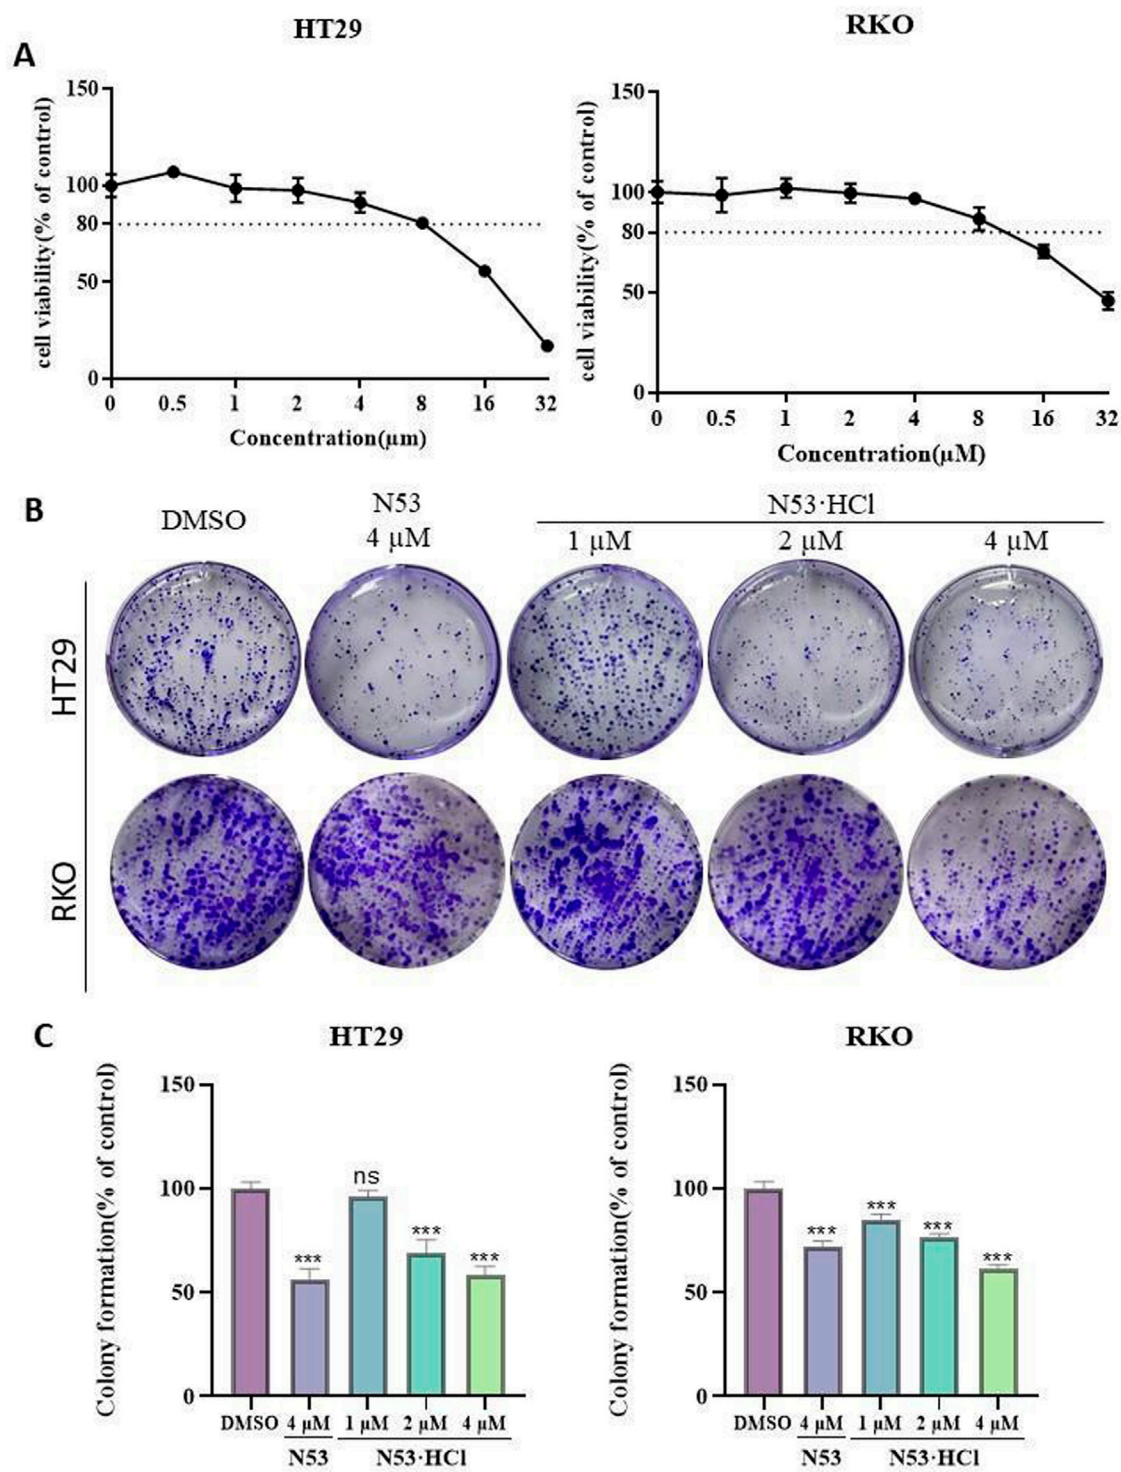 A
HT29
RKO
cell viability(% of control)
150
100
80
50
0
0 0.5 1 2 4 8 16 32
Concentration(µm)
cell viability(% of control)
150
100
80
50
0
0 0.5 1 2 4 8 16 32
Concentration(µM)
B
DMSO
N53
4 µM
N53·HCl
1 µM 2 µM 4 µM
HT29
RKO
C
HT29
Colony formation(% of control)
150
100
50
0
***
ns
***
***
DMSO 4 µM 1 µM 2 µM 4 µM
N53 N53·HCl
RKO
Colony formation(% of control)
150
100
50
0
***
***
***
***
DMSO 4 µM 1 µM 2 µM 4 µM
N53 N53·HCl